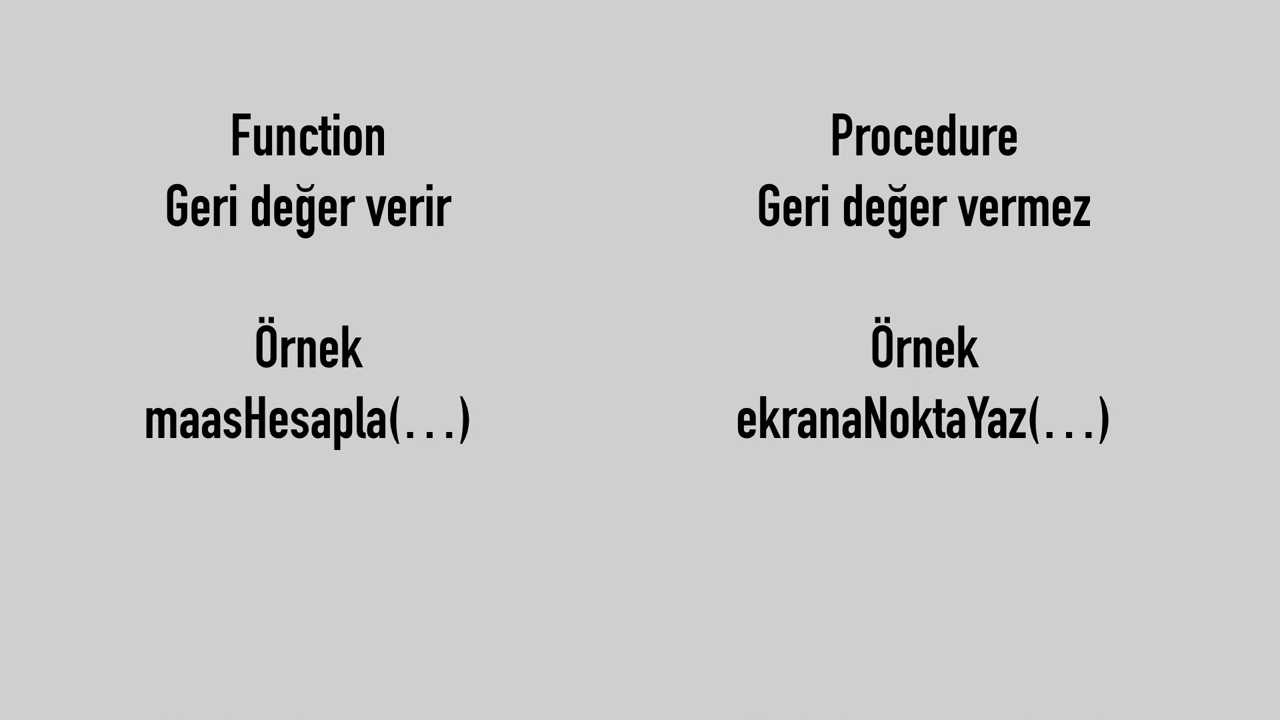 Function
Geri değer verir
Örnek
maasHesapla(...)
Procedure
Geri değer vermez
Örnek
ekranaNoktaYaz(...)